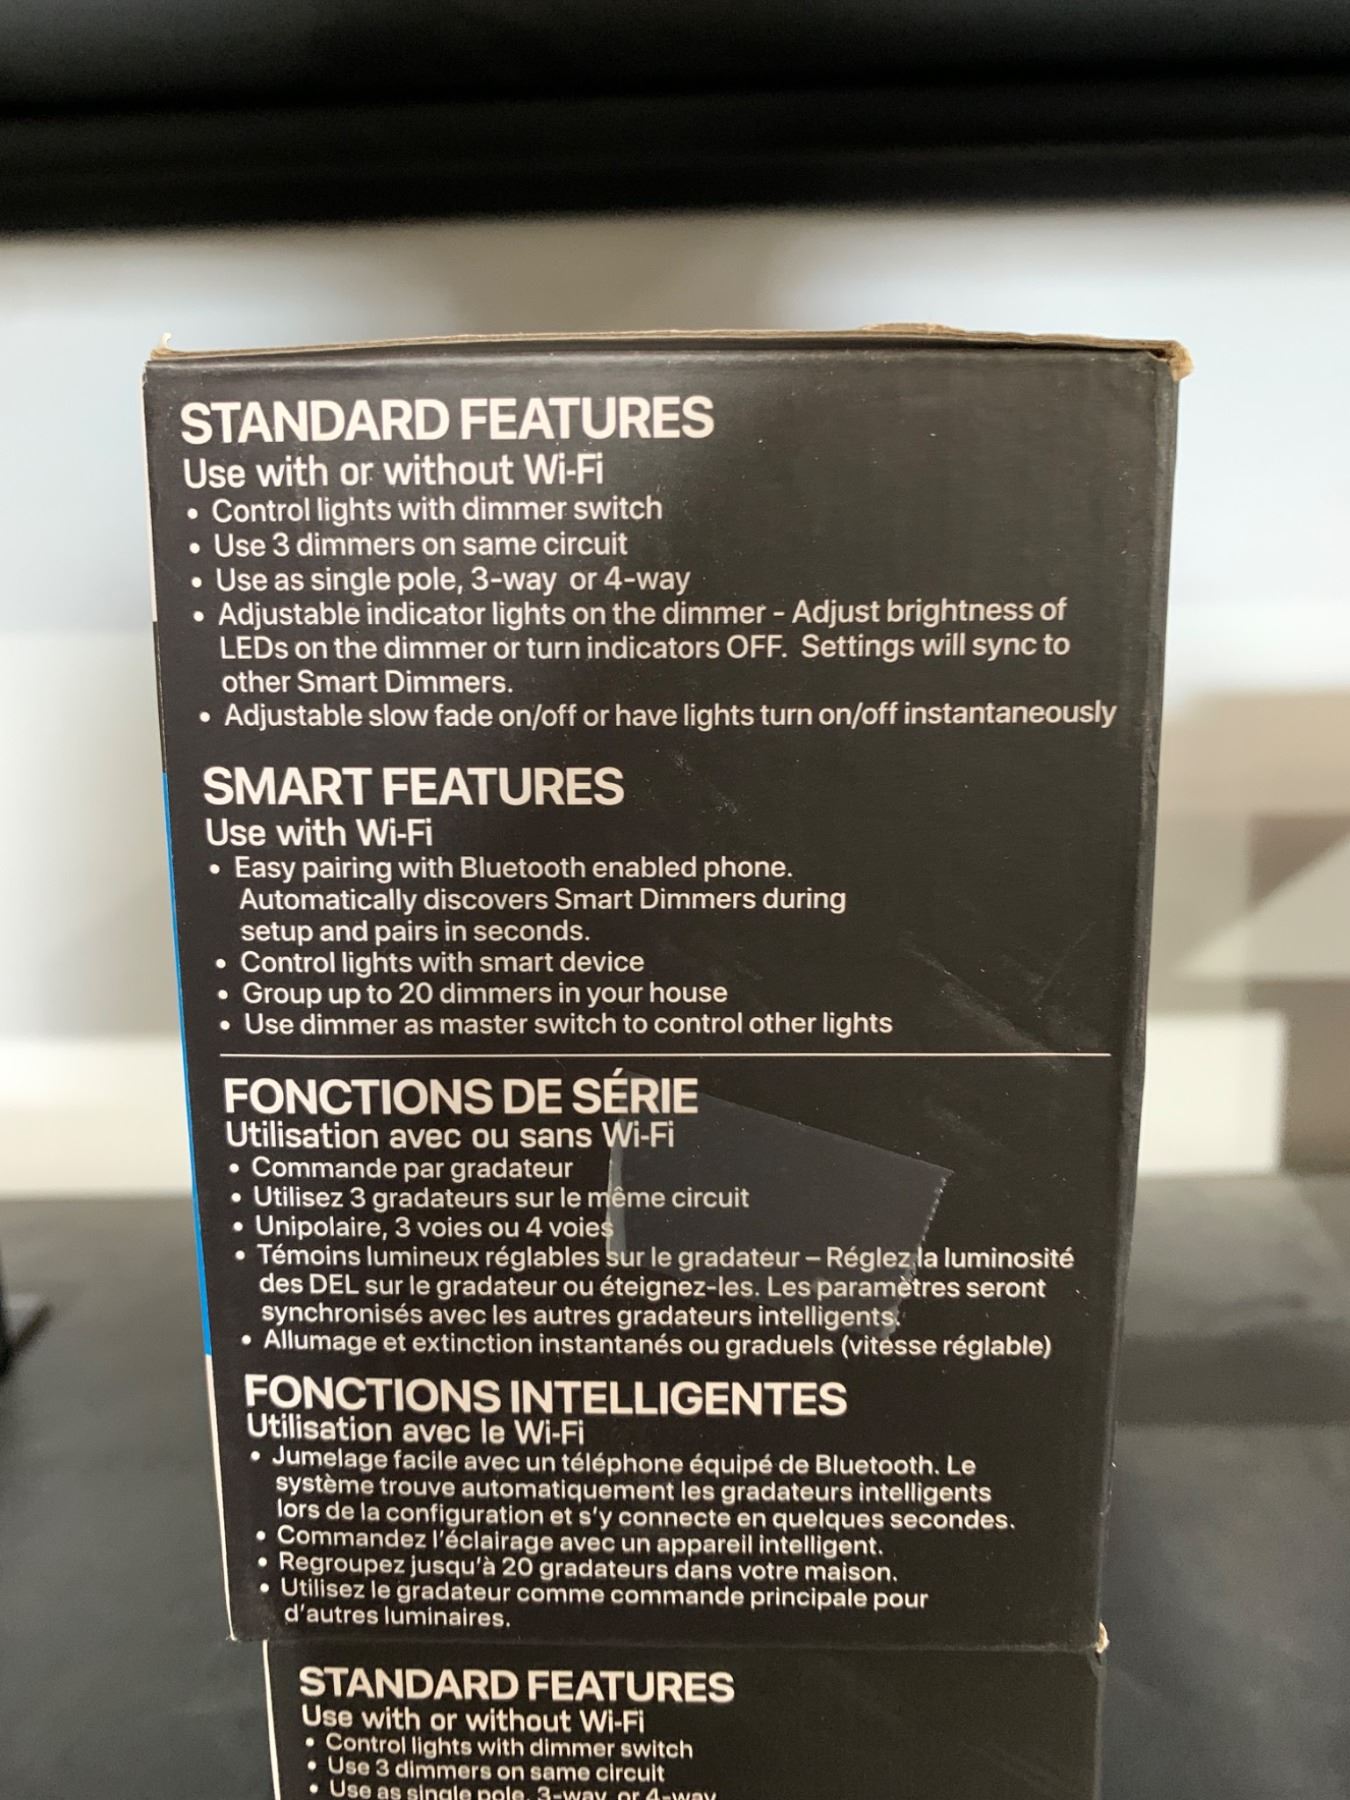 STANDARD FEATURES
Use with or without Wi-Fi
• Control lights with dimmer switch
• Use 3 dimmers on same circuit
• Use as single pole, 3-way or 4-way
• Adjustable indicator lights on the dimmer - Adjust brightness of
LEDs on the dimmer or turn indicators OFF. Settings will sync to
other Smart Dimmers.
• Adjustable slow fade on/off or have lights turn on/off instantaneously
SMART FEATURES
Use with Wi-Fi
• Easy pairing with Bluetooth enabled phone.
Automatically discovers Smart Dimmers during
setup and pairs in seconds.
• Control lights with smart device
• Group up to 20 dimmers in your house
• Use dimmer as master switch to control other lights
FONCTIONS DE SÉRIE
Utilisation avec ou sans Wi-Fi
• Commande par gradateur
• Utilisez 3 gradateurs sur le même circuit
• Unipolaire, 3 voies ou 4 voies
• Témoins lumineux réglables sur le gradateur – Réglez la luminosité
des DEL sur le gradateur ou éteignez-les. Les paramètres seront
synchronisés avec les autres gradateurs intelligents.
• Allumage et extinction instantanés ou graduels (vitesse réglable)
FONCTIONS INTELLIGENTES
Utilisation avec le Wi-Fi
• Jumelage facile avec un téléphone équipé de Bluetooth. Le
système trouve automatiquement les gradateurs intelligents
lors de la configuration et s'y connecte en quelques secondes.
• Commandez l'éclairage avec un appareil intelligent.
• Regroupez jusqu'à 20 gradateurs dans votre maison.
• Utilisez le gradateur comme commande principale pour
d'autres luminaires.
STANDARD FEATURES
Use with or without Wi-Fi
• Control lights with dimmer switch
• Use 3 dimmers on same circuit
• Use as single pole, 3-way or 4-way